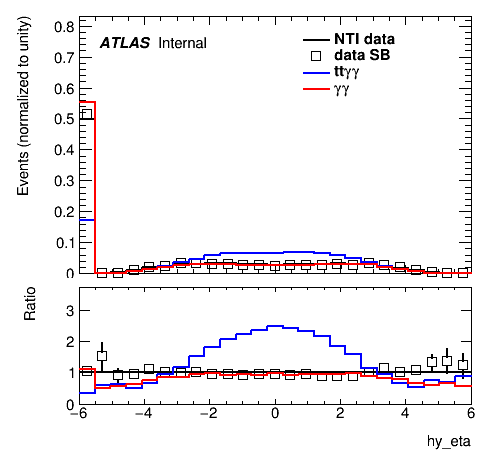 ATLAS Internal
NTI data
data SB
ttγγ
γγ
Events (normalized to unity)
0.8
0.7
0.6
0.5
0.4
0.3
0.2
0.1
0
Ratio
3
2
1
0
−6 −4 −2 0 2 4 6
hy_eta